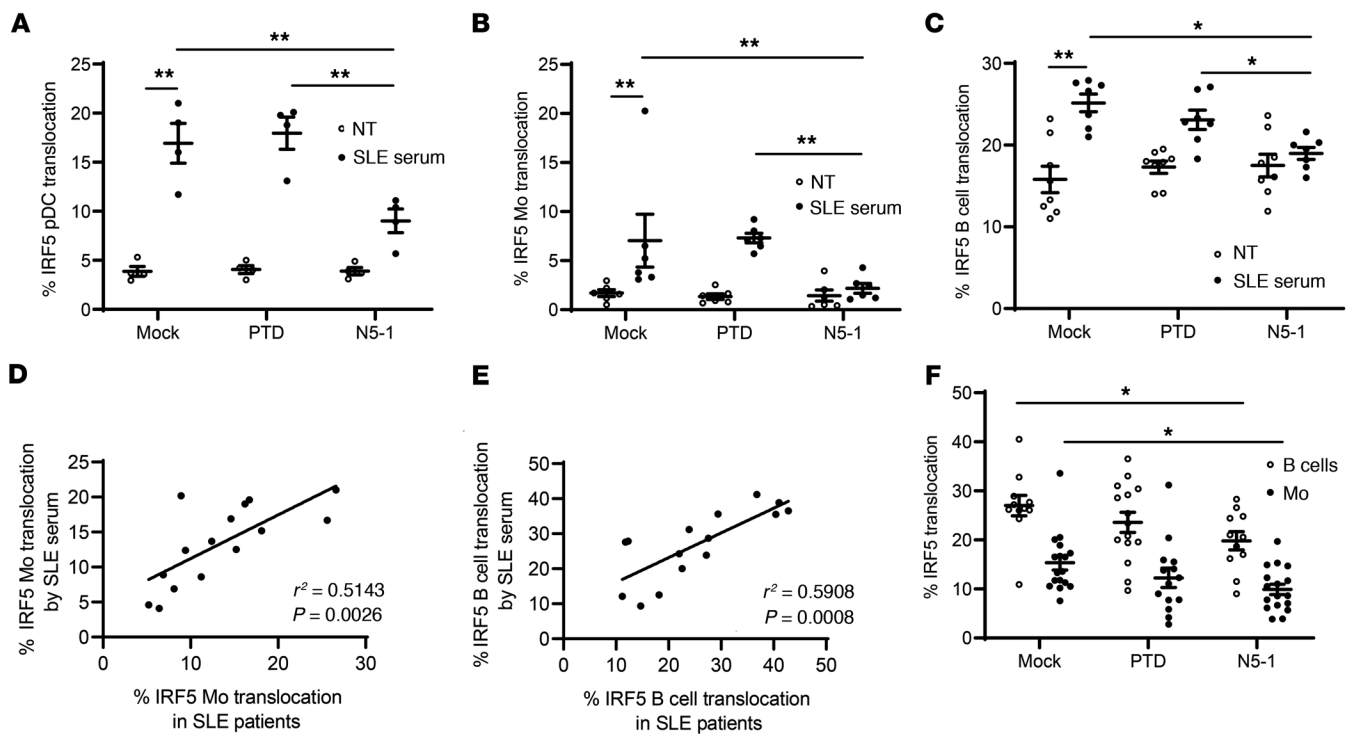 A
% IRF5 pDC translocation
25
20
15
10
5
0
**
**
**
NT
SLE serum
Mock
PTD
N5-1
B
% IRF5 Mo translocation
25
20
15
10
5
0
**
**
**
NT
SLE serum
Mock
PTD
N5-1
C
% IRF5 B cell translocation
30
20
10
0
*
**
*
NT
SLE serum
Mock
PTD
N5-1
D
% IRF5 Mo translocation
by SLE serum
25
20
15
10
5
0
r² = 0.5143
P = 0.0026
0
10
20
30
% IRF5 Mo translocation
in SLE patients
E
% IRF5 B cell translocation
by SLE serum
50
40
30
20
10
0
r² = 0.5908
P = 0.0008
0
10
20
30
40
50
% IRF5 B cell translocation
in SLE patients
F
% IRF5 translocation
50
40
30
20
10
0
*
*
B cells
Mo
Mock
PTD
N5-1